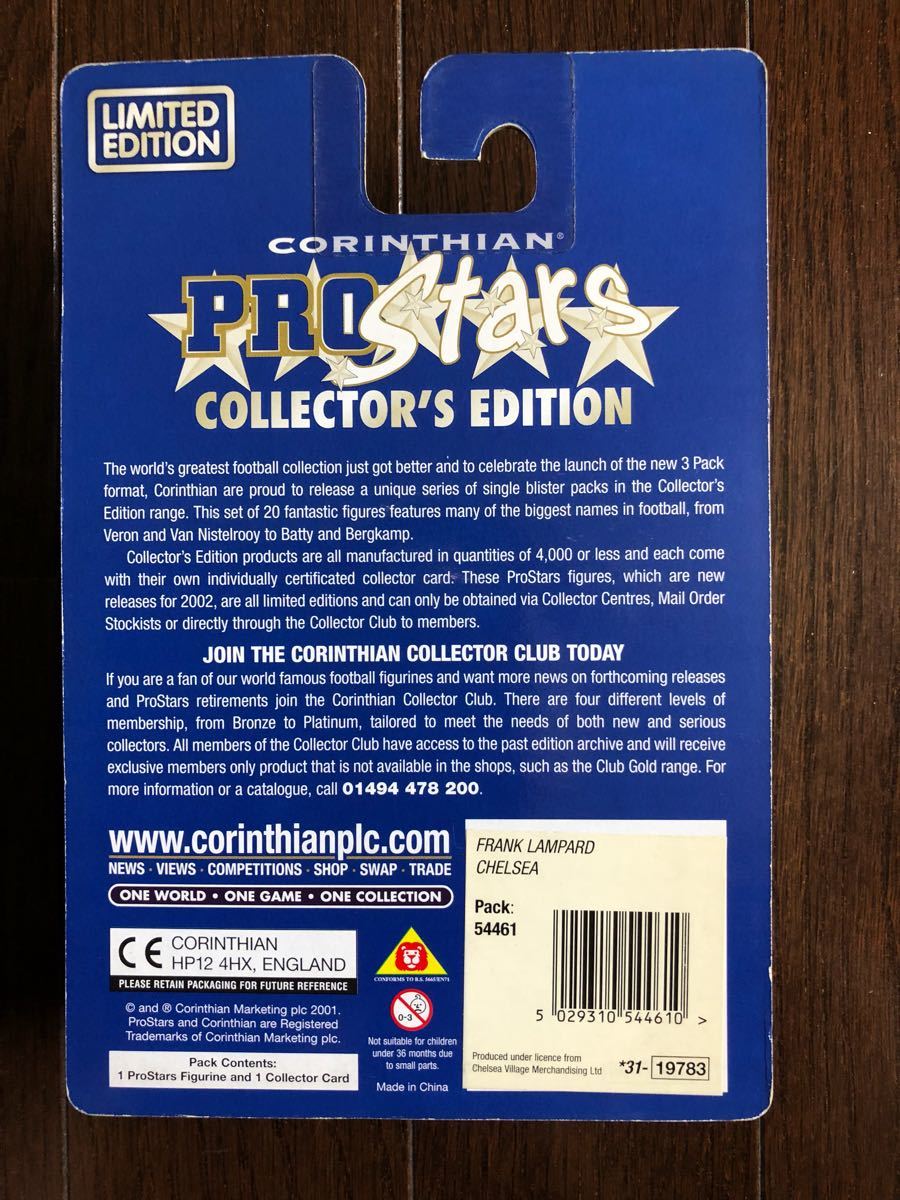 LIMITED
EDITION
CORINTHIAN®
PROStars
COLLECTOR'S EDITION
The world's greatest football collection just got better and to celebrate the launch of the new 3 Pack
format, Corinthian are proud to release a unique series of single blister packs in the Collector's
Edition range. This set of 20 fantastic figures features many of the biggest names in football, from
Veron and Van Nistelrooy to Batty and Bergkamp.
Collector's Edition products are all manufactured in quantities of 4,000 or less and each come
with their own individually certificated collector card. These ProStars figures, which are new
releases for 2002, are all limited editions and can only be obtained via Collector Centres, Mail Order
Stockists or directly through the Collector Club to members.
JOIN THE CORINTHIAN COLLECTOR CLUB TODAY
If you are a fan of our world famous football figurines and want more news on forthcoming releases
and ProStars retirements join the Corinthian Collector Club. There are four different levels of
membership, from Bronze to Platinum, tailored to meet the needs of both new and serious
collectors. All members of the Collector Club have access to the past edition archive and will receive
exclusive members only product that is not available in the shops, such as the Club Gold range. For
more information or a catalogue, call 01494 478 200.
www.corinthianplc.com
NEWS · VIEWS · COMPETITIONS · SHOP · SWAP · TRADE
ONE WORLD • ONE GAME • ONE COLLECTION
CE CORINTHIAN
HP12 4HX, ENGLAND
PLEASE RETAIN PACKAGING FOR FUTURE REFERENCE
© and ® Corinthian Marketing plc 2001.
ProStars and Corinthian are Registered
Trademarks of Corinthian Marketing plc.
Pack Contents:
1 ProStars Figurine and 1 Collector Card
CONFORMS TO B.S. 5665/EN71
0-3
Not suitable for children
under 36 months due
to small parts.
Made in China
FRANK LAMPARD
CHELSEA
Pack:
54461
5 029310 544610 >
Produced under licence from
Chelsea Village Merchandising Ltd
*31- 19783